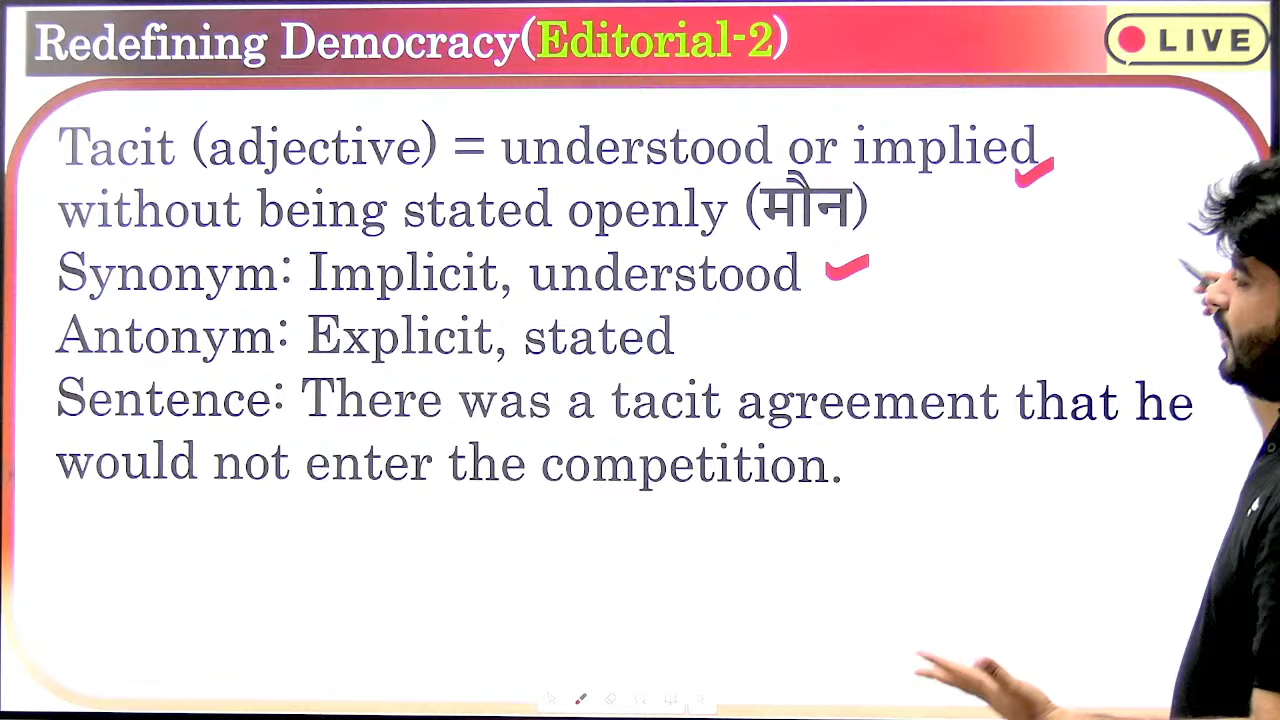 Redefining Democracy(Editorial-2)
LIVE
Tacit (adjective) = understood or implied
without being stated openly (मौन)
Synonym: Implicit, understood
Antonym: Explicit, stated
Sentence: There was a tacit agreement that he
would not enter the competition.